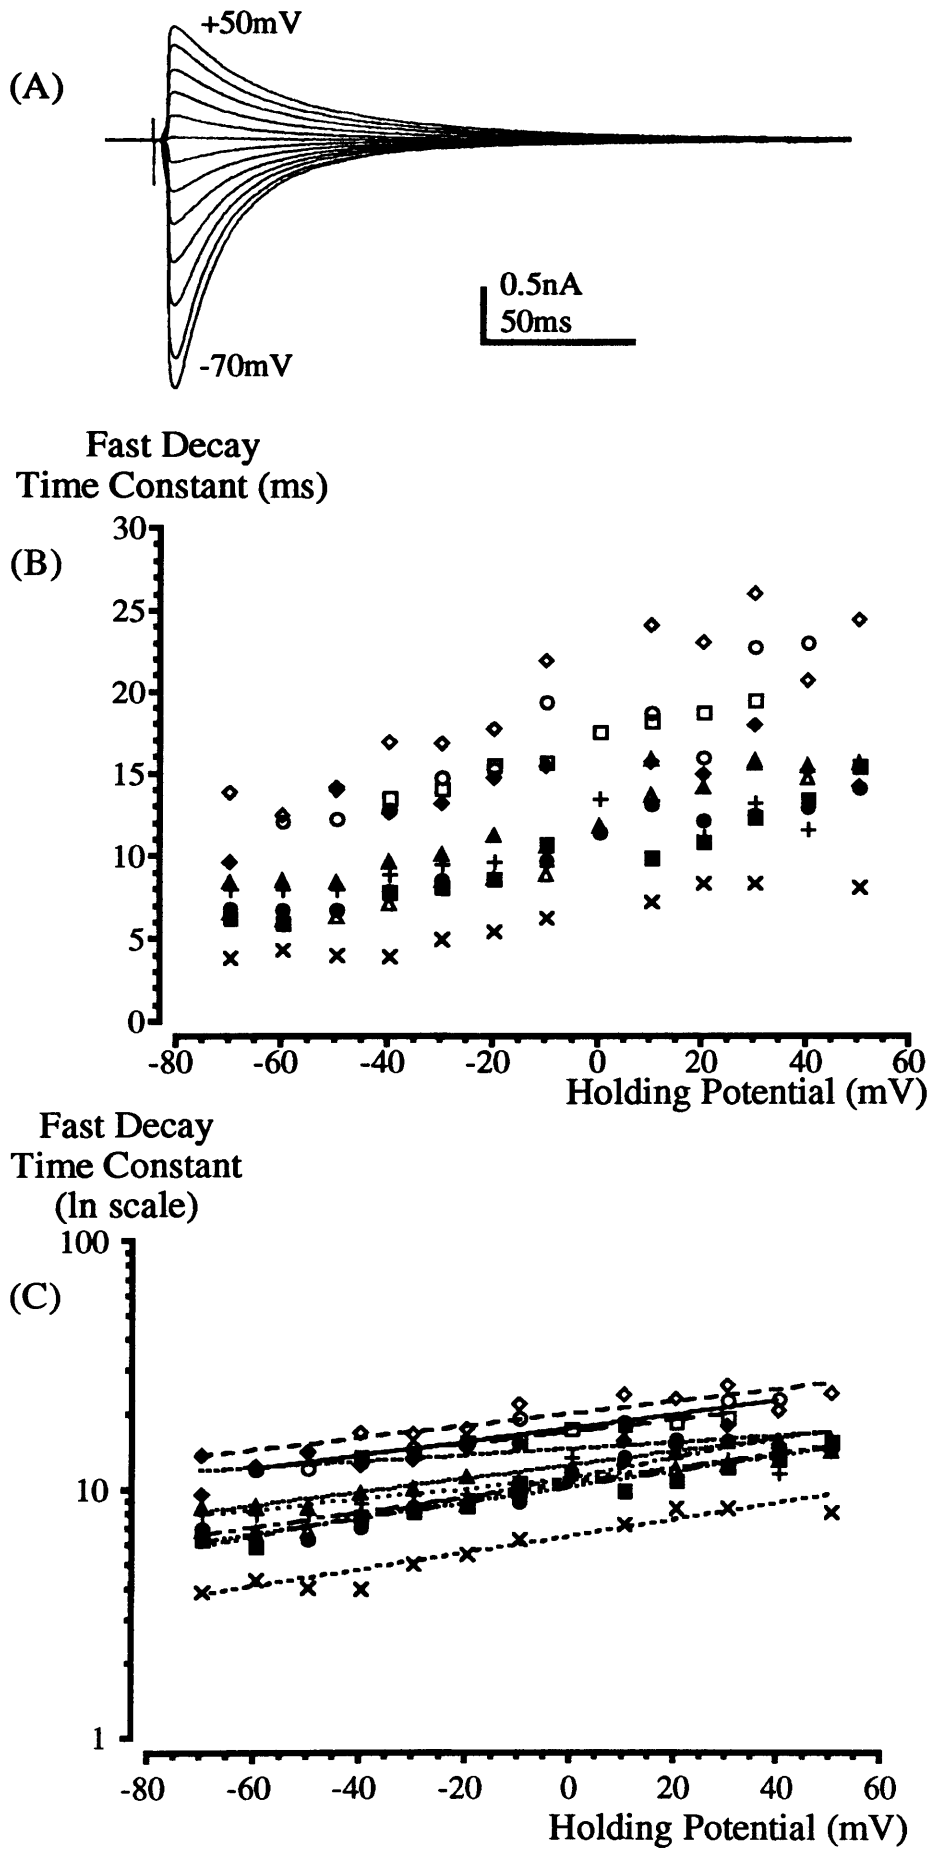 +50mV
(A)
0.5nA
50ms
-70mV
Fast Decay
Time Constant (ms)
(B)
30
25
20
15
10
5
0
-80 -60 -40 -20 0 20 40 60
Holding Potential (mV)
Fast Decay
Time Constant
(ln scale)
100
(C)
10
1
-80 -60 -40 -20 0 20 40 60
Holding Potential (mV)